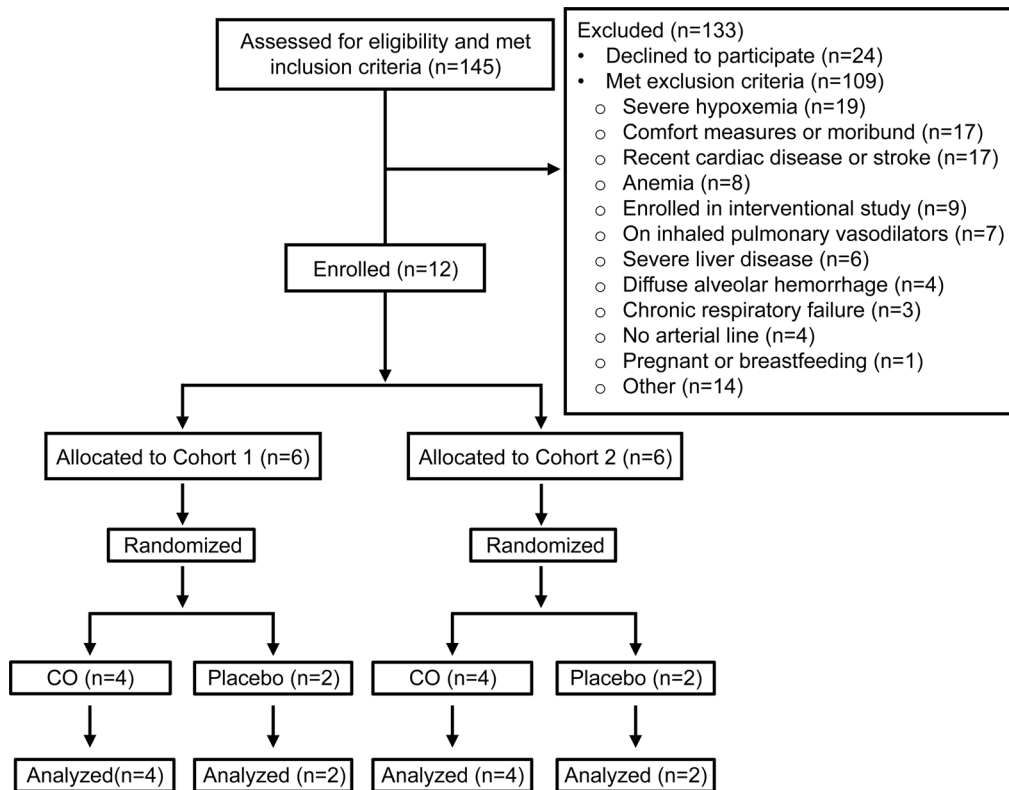 Assessed for eligibility and met
inclusion criteria (n=145)
Excluded (n=133)
• Declined to participate (n=24)
• Met exclusion criteria (n=109)
o Severe hypoxemia (n=19)
o Comfort measures or moribund (n=17)
o Recent cardiac disease or stroke (n=17)
o Anemia (n=8)
o Enrolled in interventional study (n=9)
o On inhaled pulmonary vasodilators (n=7)
o Severe liver disease (n=6)
o Diffuse alveolar hemorrhage (n=4)
o Chronic respiratory failure (n=3)
o No arterial line (n=4)
o Pregnant or breastfeeding (n=1)
o Other (n=14)
Enrolled (n=12)
Allocated to Cohort 1 (n=6)
Allocated to Cohort 2 (n=6)
Randomized
Randomized
CO (n=4)
Placebo (n=2)
CO (n=4)
Placebo (n=2)
Analyzed(n=4)
Analyzed (n=2)
Analyzed (n=4)
Analyzed (n=2)